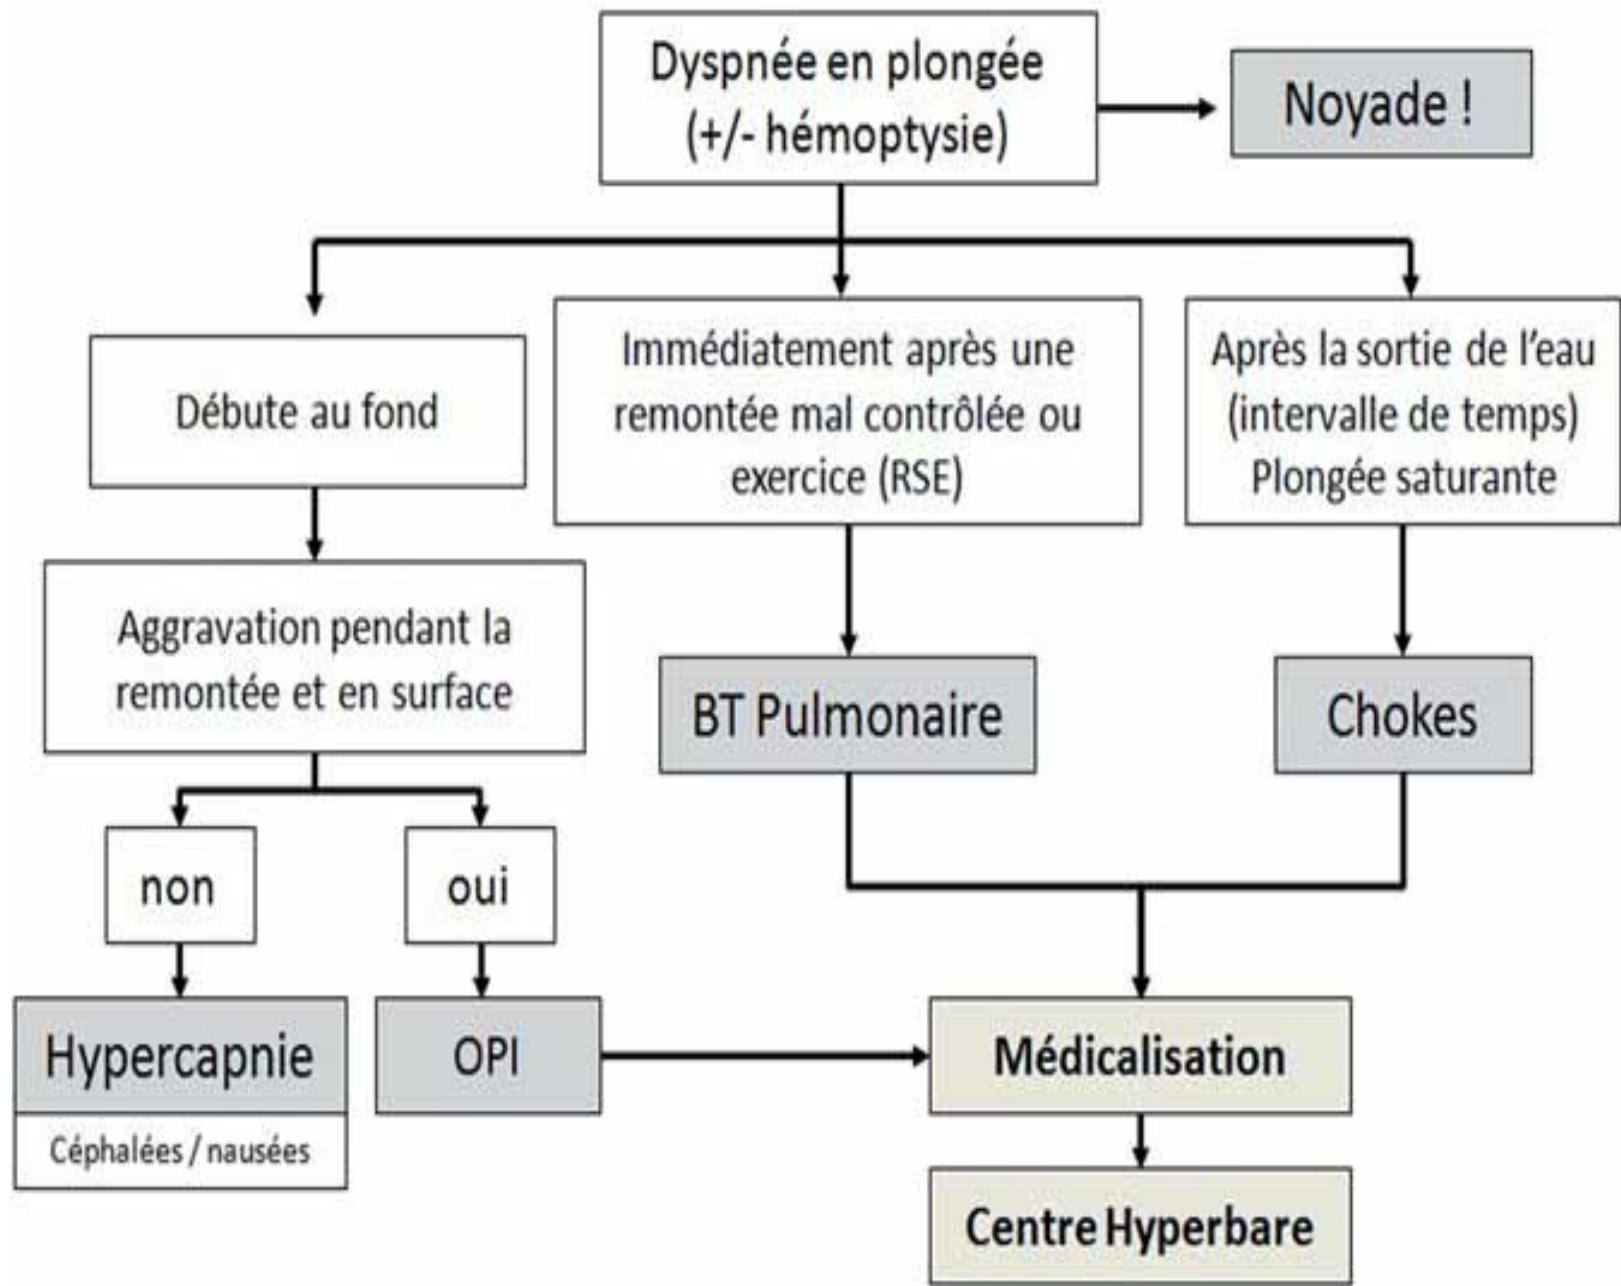 Dyspnée en plongée
(+/- hémoptysie)
Noyade !
Débute au fond
Immédiatement après une
remontée mal contrôlée ou
exercice (RSE)
Après la sortie de l'eau
(intervalle de temps)
Plongée saturante
Aggravation pendant la
remontée et en surface
BT Pulmonaire
Chokes
non
oui
Hypercapnie
Céphalées / nausées
OPI
Médicalisation
Centre Hyperbare